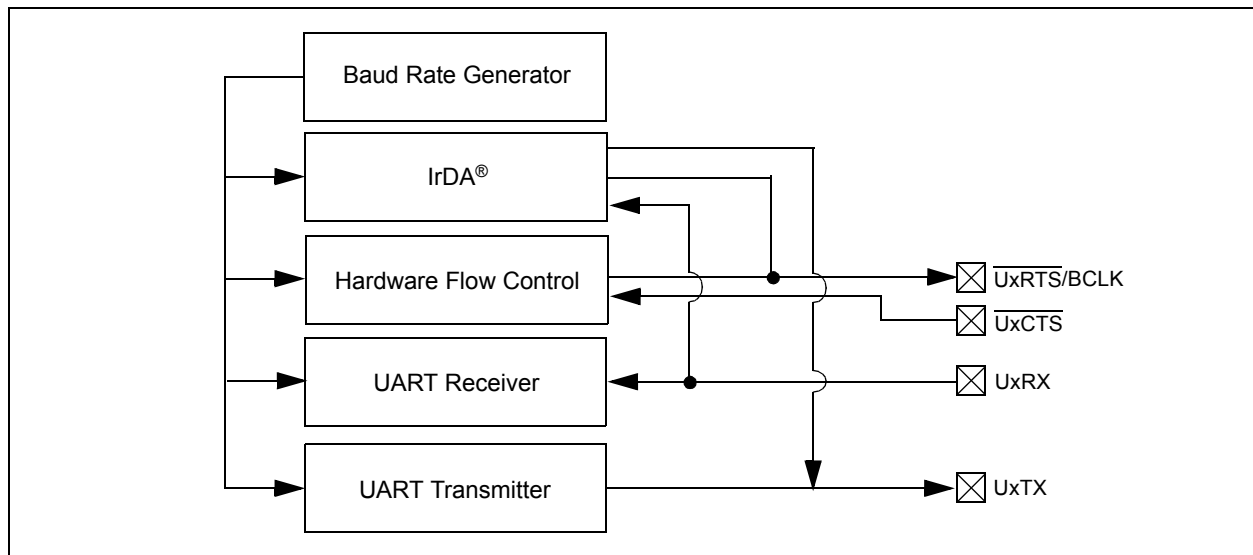 Baud Rate Generator
IrDA®
Hardware Flow Control
UxRTS/BCLK
UxCTS
UART Receiver
UxRX
UART Transmitter
UxTX